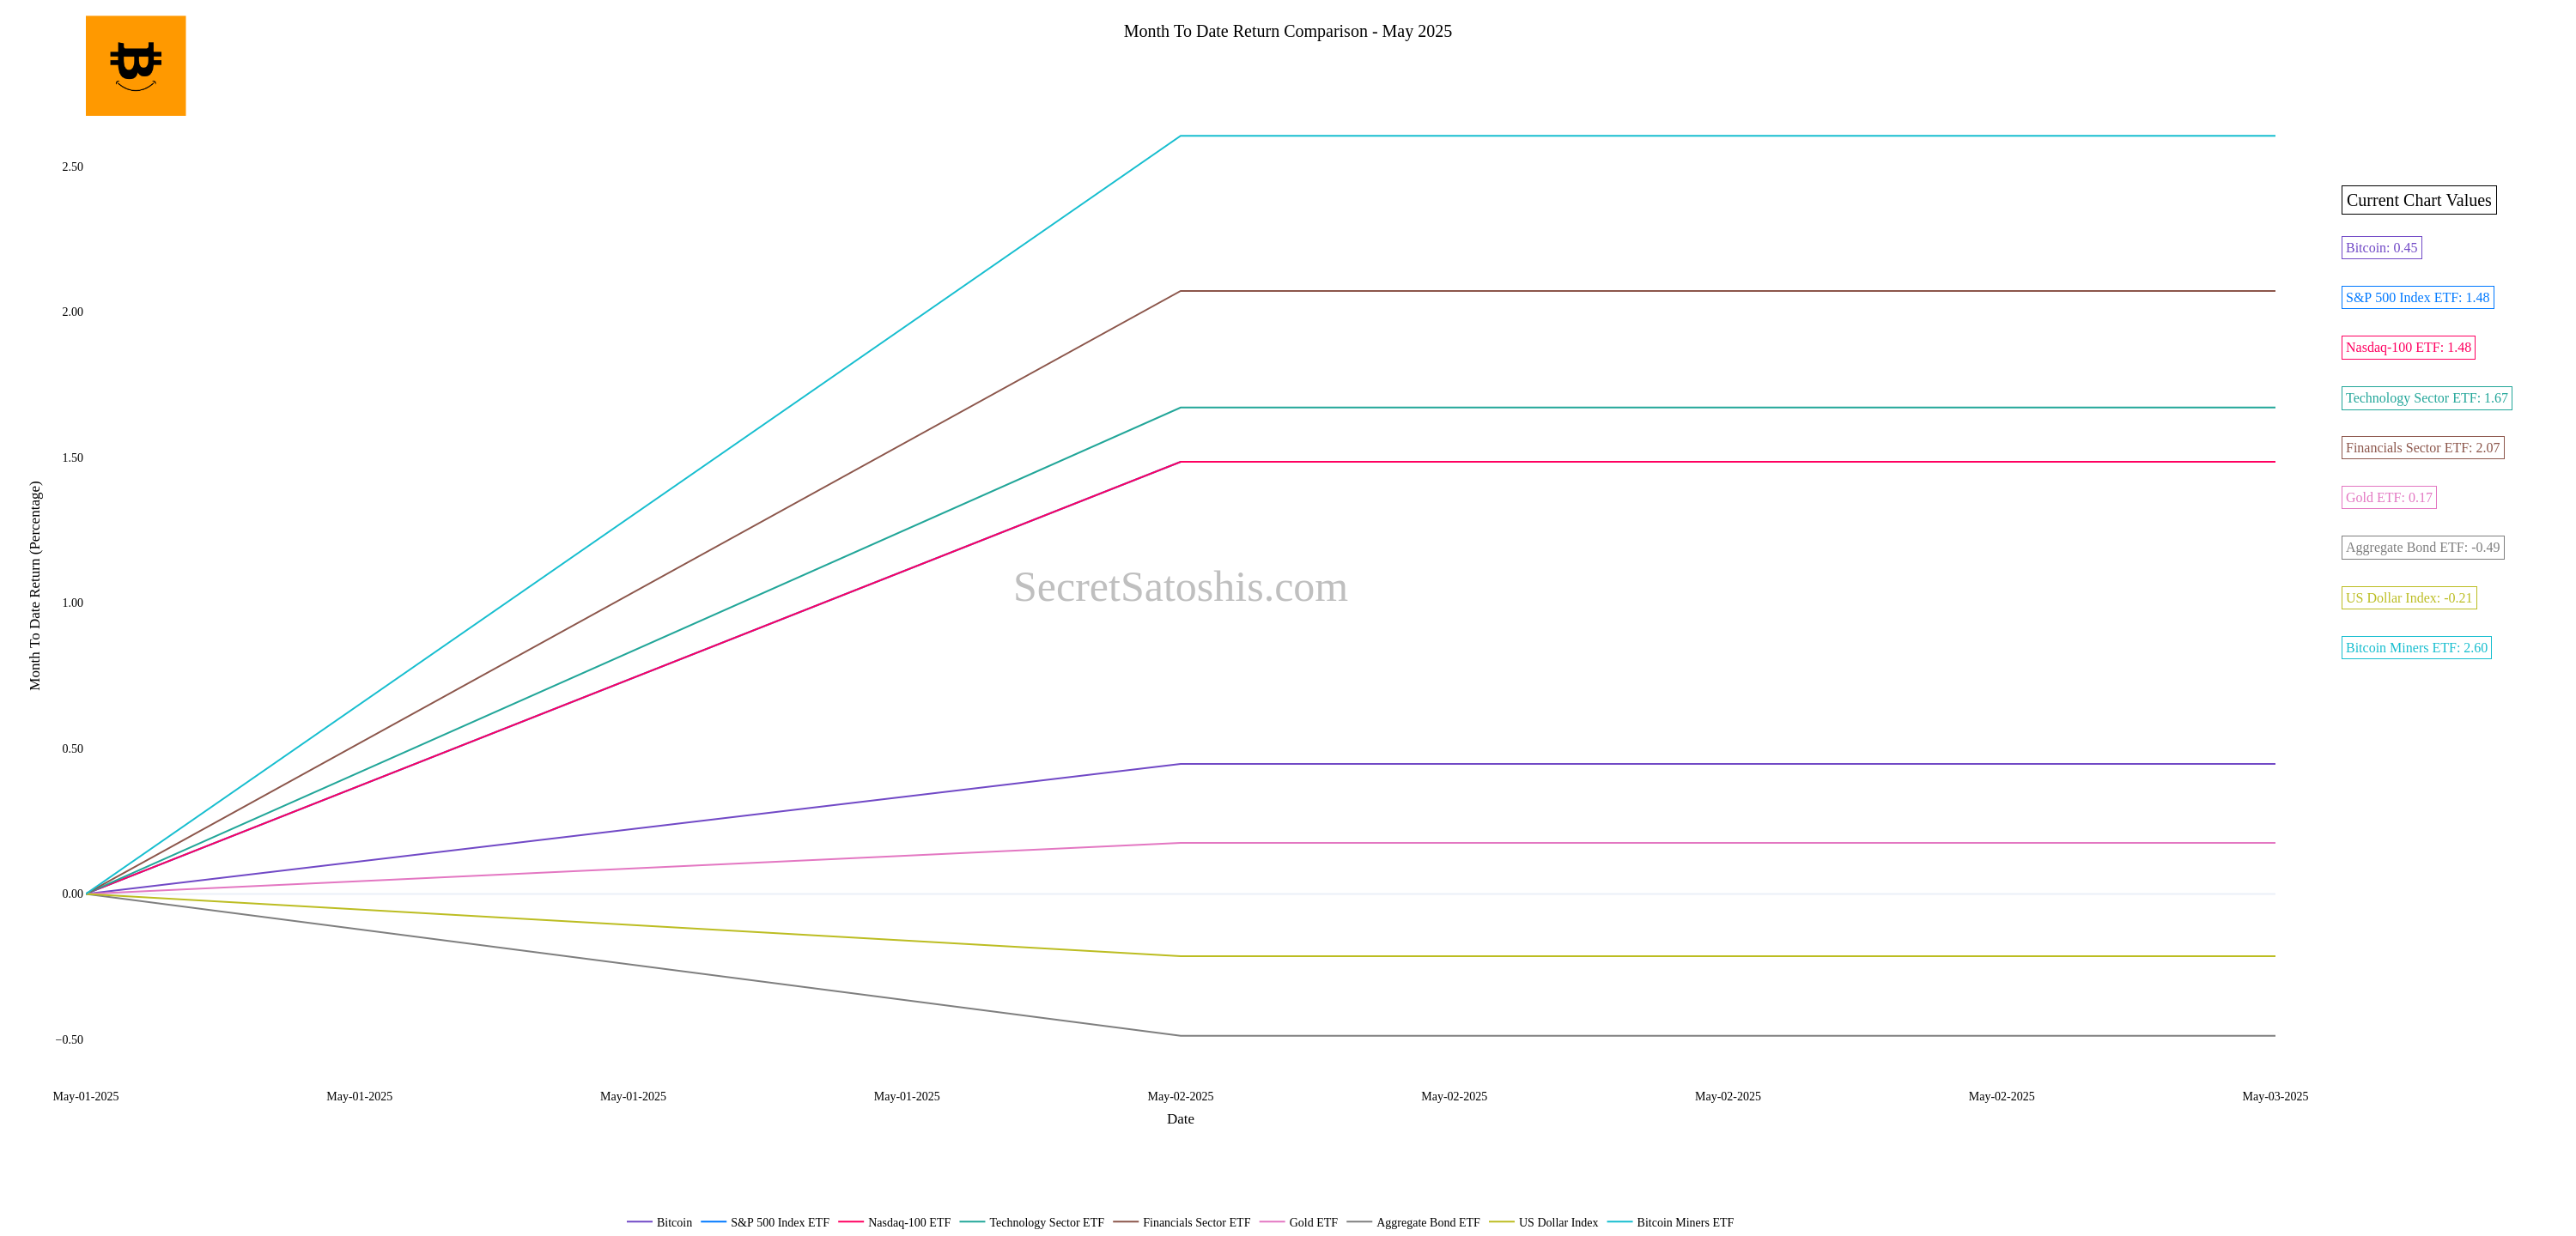 Month To Date Return Comparison - May 2025
2.50
2.00
1.50
1.00
0.50
0.00
−0.50
Month To Date Return (Percentage)
SecretSatoshis.com
Current Chart Values
Bitcoin: 0.45
S&P 500 Index ETF: 1.48
Nasdaq-100 ETF: 1.48
Technology Sector ETF: 1.67
Financials Sector ETF: 2.07
Gold ETF: 0.17
Aggregate Bond ETF: -0.49
US Dollar Index: -0.21
Bitcoin Miners ETF: 2.60
May-01-2025 May-01-2025 May-01-2025 May-01-2025 May-02-2025 May-02-2025 May-02-2025 May-02-2025 May-03-2025
Date
Bitcoin S&P 500 Index ETF Nasdaq-100 ETF Technology Sector ETF Financials Sector ETF Gold ETF Aggregate Bond ETF US Dollar Index Bitcoin Miners ETF